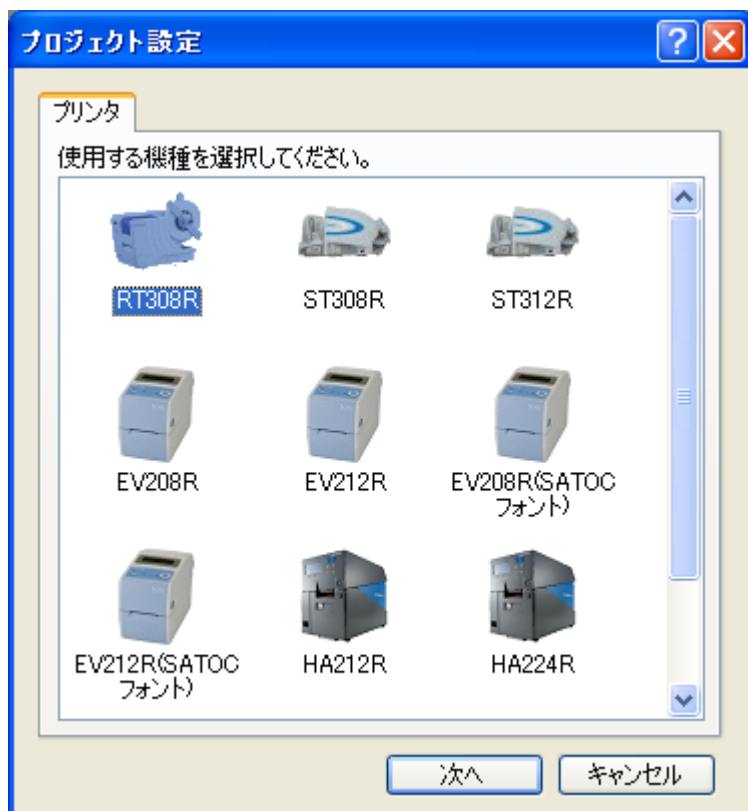 プロジェクト設定
プリンタ
使用する機種を選択してください。
RT308R
ST308R
ST312R
EV208R
EV212R
EV208R(SATOC
フォント)
EV212R(SATOC
フォント)
HA212R
HA224R
次へ
キャンセル